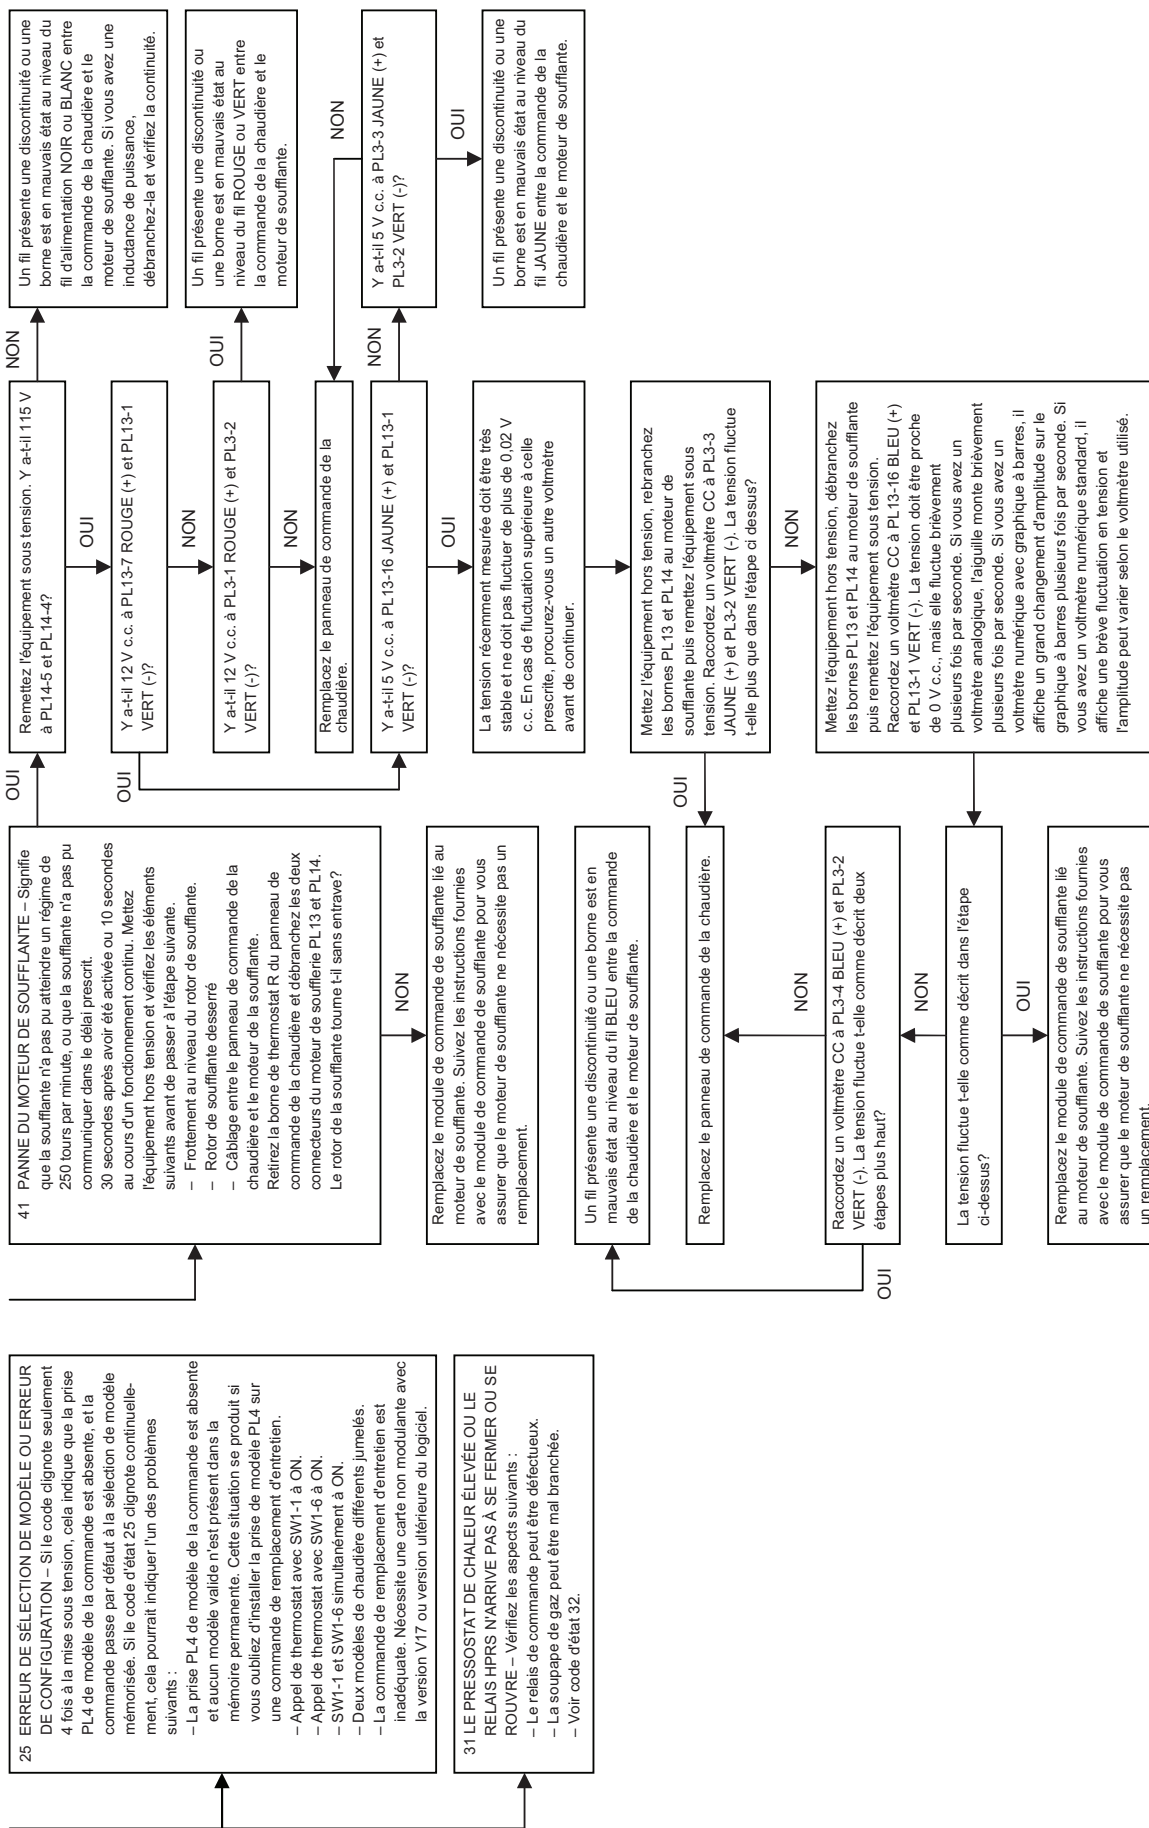 25 ERREUR DE SÉLECTION DE MODÈLE OU ERREUR
DE CONFIGURATION – Si le code clignote seulement
4 fois à la mise sous tension, cela indique que la prise
PL4 de modèle de la commande est absente, et la
commande passe par défaut à la sélection de modèle
mémorisée. Si le code d'état 25 clignote continuelle-
ment, cela pourrait indiquer l'un des problèmes
suivants :
– La prise PL4 de modèle de la commande est absente
et aucun modèle valide n'est présent dans la
mémoire permanente. Cette situation se produit si
vous oubliez d'installer la prise de modèle PL4 sur
une commande de remplacement d'entretien.
– Appel de thermostat avec SW1-1 à ON.
– Appel de thermostat avec SW1-6 à ON.
– SW1-1 et SW1-6 simultanément à ON.
– Deux modèles de chaudière différents jumelés.
– La commande de remplacement d'entretien est
inadéquate. Nécessite une carte non modulante avec
la version V17 ou version ultérieure du logiciel.
31 LE PRESSOSTAT DE CHALEUR ÉLEVÉE OU LE
RELAIS HPRS N'ARRIVE PAS À SE FERMER OU SE
ROUVRE – Vérifiez les aspects suivants :
– Le relais de commande peut être défectueux.
– La soupape de gaz peut être mal branchée.
– Voir code d'état 32.
41 PANNE DU MOTEUR DE SOUFFLANTE – Signifie
que la soufflante n'a pas pu atteindre un régime de
250 tours par minute, ou que la soufflante n'a pas pu
communiquer dans le délai prescrit.
30 secondes après avoir été activée ou 10 secondes
au cours d'un fonctionnement continu. Mettez
l'équipement hors tension et vérifiez les éléments
suivants avant de passer à l'étape suivante.
– Frottement au niveau du rotor de soufflante.
– Rotor de soufflante desserré
– Câblage entre le panneau de commande de la
chaudière et le moteur de la soufflante.
Retirez la borne de thermostat R du panneau de
commande de la chaudière et débranchez les deux
connecteurs du moteur de soufflerie PL13 et PL14.
Le rotor de la soufflante tourne t-il sans entrave?
NON
Remplacez le module de commande de soufflante lié au
moteur de soufflante. Suivez les instructions fournies
avec le module de commande de soufflante pour vous
assurer que le moteur de soufflante ne nécessite pas un
remplacement.
OUI
Remettez l'équipement sous tension. Y a-t-il 115 V
à PL14-5 et PL14-4?
NON
Un fil présente une discontinuité ou une
borne est en mauvais état au niveau du
fil d'alimentation NOIR ou BLANC entre
la commande de la chaudière et le
moteur de soufflante. Si vous avez une
inductance de puissance,
débranchez-la et vérifiez la continuité.
OUI
Y a-t-il 12 V c.c. à PL13-7 ROUGE (+) et PL13-1
VERT (-)?
OUI
NON
Y a-t-il 12 V c.c. à PL3-1 ROUGE (+) et PL3-2
VERT (-)?
OUI
Un fil présente une discontinuité ou
une borne est en mauvais état au
niveau du fil ROUGE ou VERT entre
la commande de la chaudière et le
moteur de soufflante.
NON
Remplacez le panneau de commande de la
chaudière.
Y a-t-il 5 V c.c. à PL13-16 JAUNE (+) et PL13-1
VERT (-)?
NON
Y a-t-il 5 V c.c. à PL3-3 JAUNE (+) et
PL3-2 VERT (-)?
NON
OUI
Un fil présente une discontinuité ou une
borne est en mauvais état au niveau du
fil JAUNE entre la commande de la
chaudière et le moteur de soufflante.
OUI
La tension récemment mesurée doit être très
stable et ne doit pas fluctuer de plus de 0,02 V
c.c. En cas de fluctuation supérieure à celle
prescrite, procurez-vous un autre voltmètre
avant de continuer.
Mettez l'équipement hors tension, rebranchez
les bornes PL13 et PL14 au moteur de
soufflante puis remettez l'équipement sous
tension. Raccordez un voltmètre CC à PL3-3
JAUNE (+) et PL3-2 VERT (-). La tension fluctue
t-elle plus que dans l'étape ci dessus?
OUI
Remplacez le panneau de commande de la chaudière.
NON
Mettez l'équipement hors tension, débranchez
les bornes PL13 et PL14 au moteur de soufflante
puis remettez l'équipement sous tension.
Raccordez un voltmètre CC à PL13-16 BLEU (+)
et PL13-1 VERT (-). La tension doit être proche
de 0 V c.c., mais elle fluctue brièvement
plusieurs fois par seconde. Si vous avez un
voltmètre analogique, l'aiguille monte brièvement
plusieurs fois par seconde. Si vous avez un
voltmètre numérique avec graphique à barres, il
affiche un grand changement d'amplitude sur le
graphique à barres plusieurs fois par seconde. Si
vous avez un voltmètre numérique standard, il
affiche une brève fluctuation en tension et
l'amplitude peut varier selon le voltmètre utilisé.
La tension fluctue t-elle comme décrit dans l'étape
ci-dessus?
OUI
Remplacez le module de commande de soufflante lié
au moteur de soufflante. Suivez les instructions fournies
avec le module de commande de soufflante pour vous
assurer que le moteur de soufflante ne nécessite pas
un remplacement.
NON
Raccordez un voltmètre CC à PL3-4 BLEU (+) et PL3-2
VERT (-). La tension fluctue t-elle comme décrit deux
étapes plus haut?
NON
OUI
Un fil présente une discontinuité ou une borne est en
mauvais état au niveau du fil BLEU entre la commande
de la chaudière et le moteur de soufflante.